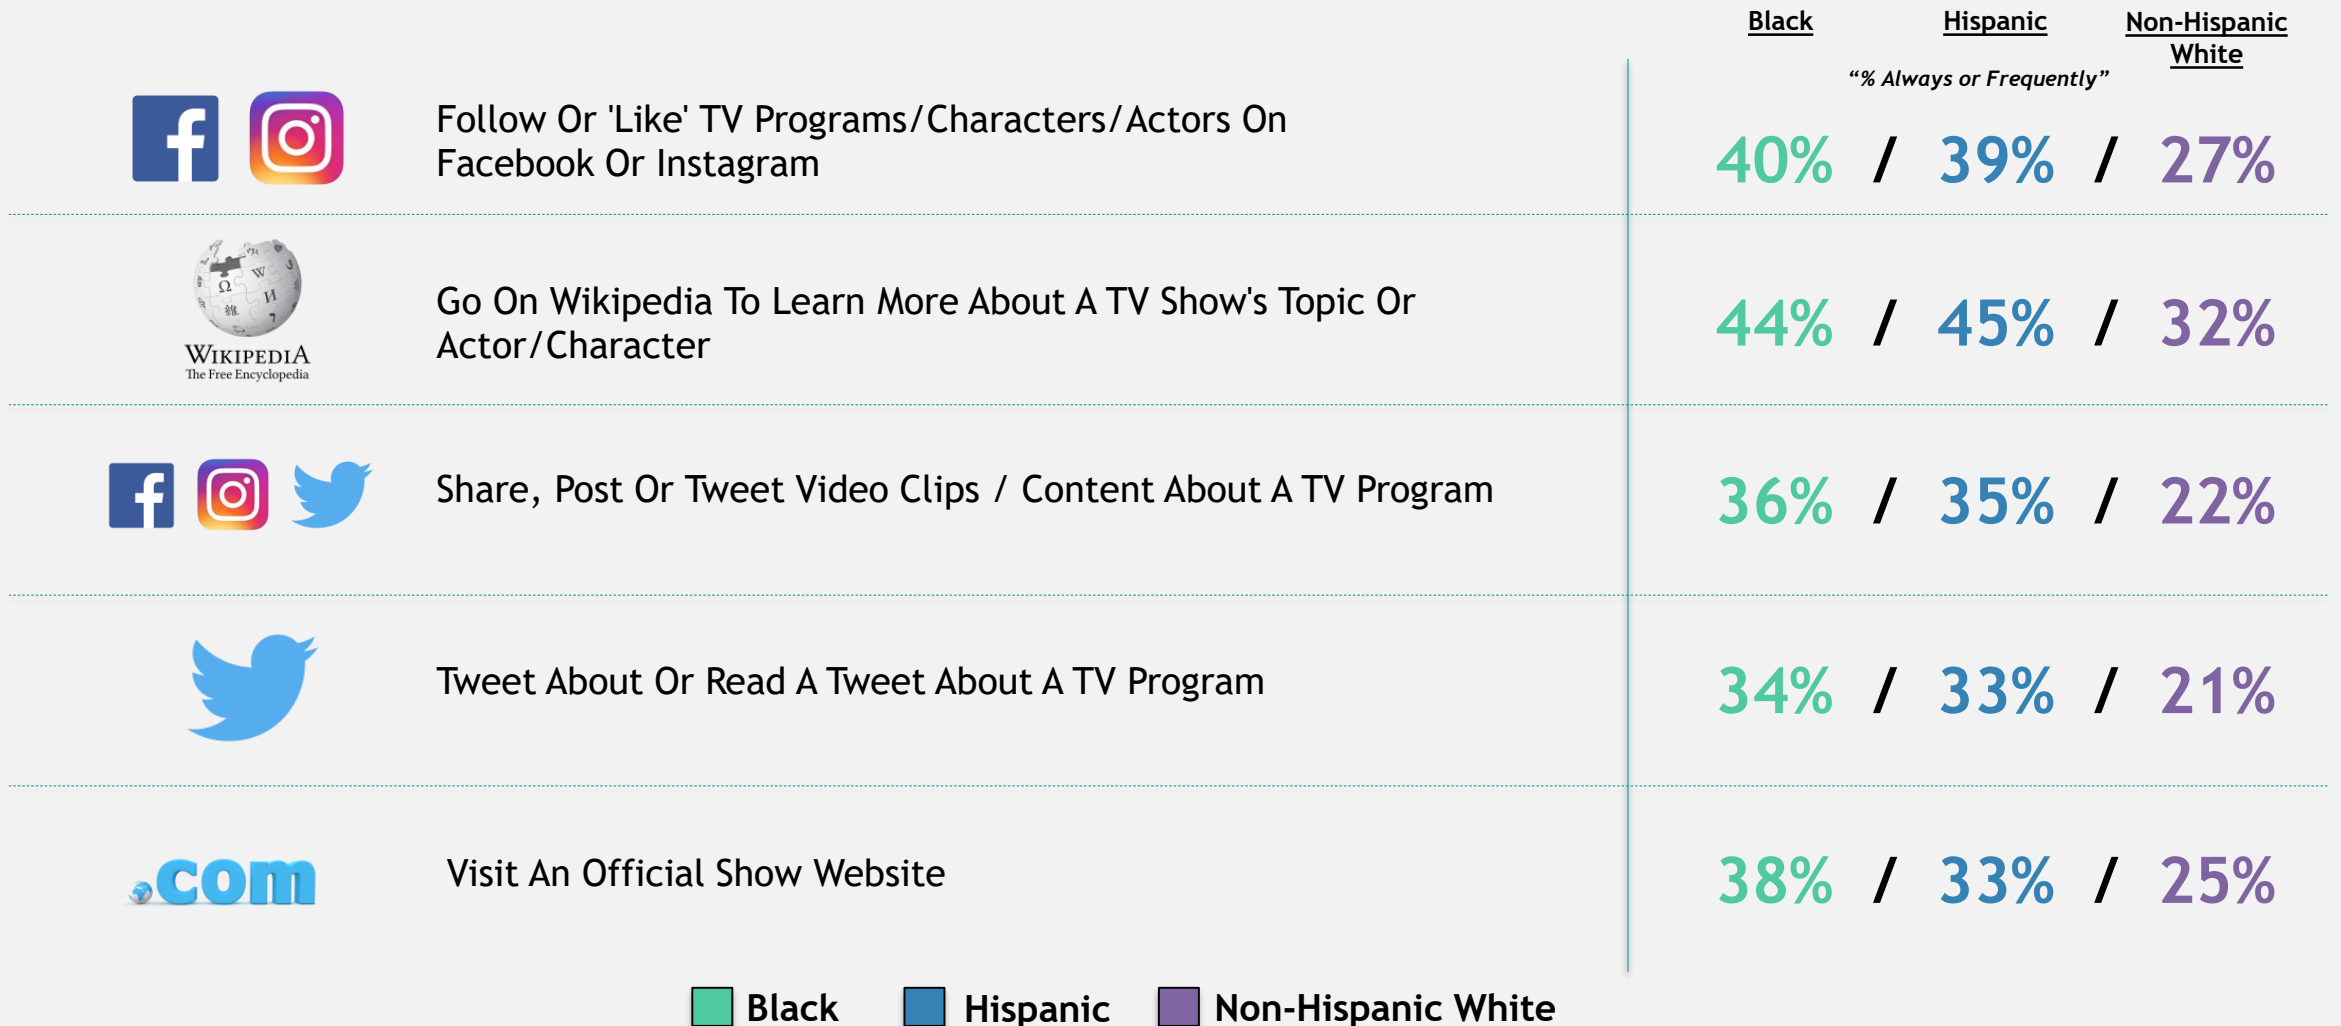 Black Hispanic Non-Hispanic
White
“% Always or Frequently”
Follow Or 'Like' TV Programs/Characters/Actors On
Facebook Or Instagram
40% / 39% / 27%
WIKIPEDIA
The Free Encyclopedia
Go On Wikipedia To Learn More About A TV Show's Topic Or
Actor/Character
44% / 45% / 32%
Share, Post Or Tweet Video Clips / Content About A TV Program
36% / 35% / 22%
Tweet About Or Read A Tweet About A TV Program
34% / 33% / 21%
.com
Visit An Official Show Website
38% / 33% / 25%
Black Hispanic Non-Hispanic White